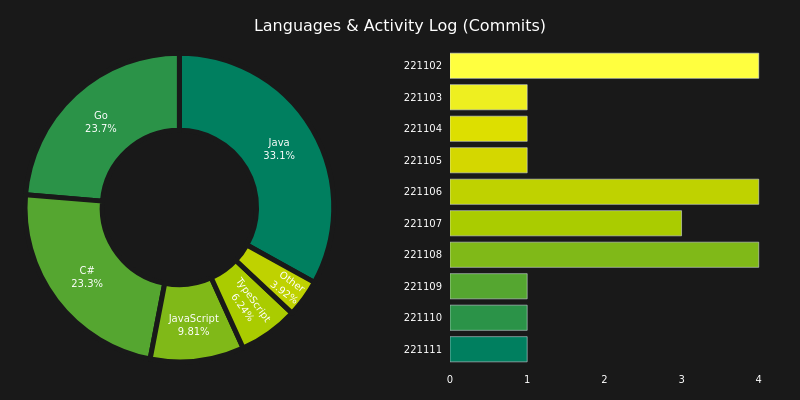 Languages & Activity Log (Commits)
Java
33.1%
Other
3.92%
TypeScript
6.24%
JavaScript
9.81%
C#
23.3%
Go
23.7%
221102
221103
221104
221105
221106
221107
221108
221109
221110
221111
0 1 2 3 4